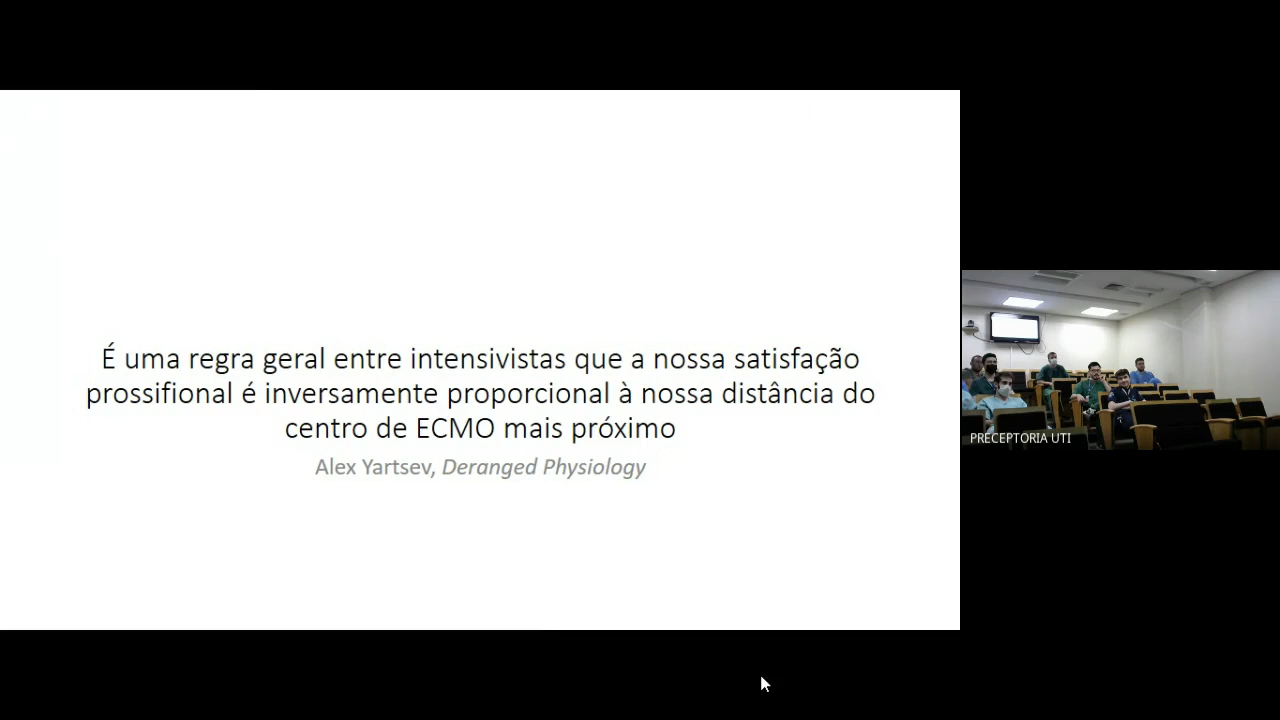 É uma regra geral entre intensivistas que a nossa satisfação
prossifional é inversamente proporcional à nossa distância do
centro de ECMO mais próximo
Alex Yartsev, Deranged Physiology
PRECEPTORIA UTI